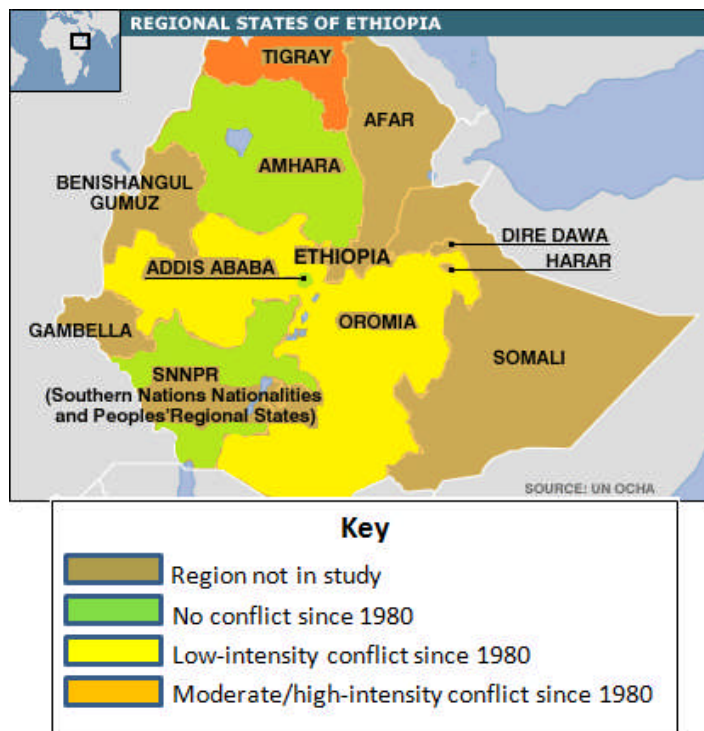 REGIONAL STATES OF ETHIOPIA
TIGRAY
AFAR
AMHARA
BENISHANGUL
GUMUZ
DIRE DAWA
ETHIOPIA
HARAR
ADDIS ABABA
OROMIA
GAMBELLA
SOMALI
SNNPR
(Southern Nations Nationalities
and Peoples'Regional States)
SOURCE: UN OCHA
Key
Region not in study
No conflict since 1980
Low-intensity conflict since 1980
Moderate/high-intensity conflict since 1980